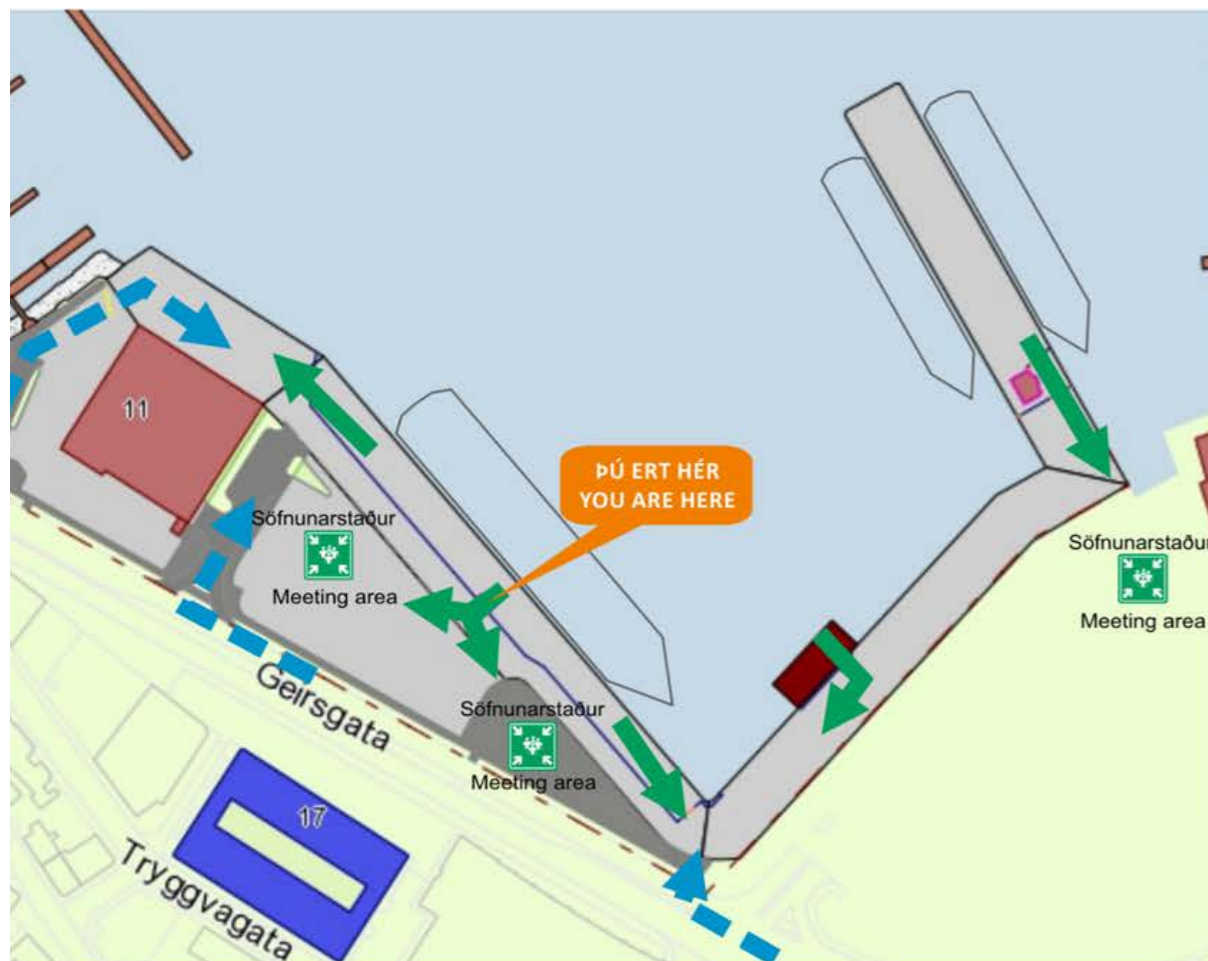 11
ÞÚ ERT HÉR
YOU ARE HERE
Söfnunarstaður
Meeting area
Söfnunarstaður
Meeting area
Geirsgata
Söfnunarstaður
Meeting area
17
Tryggvagata